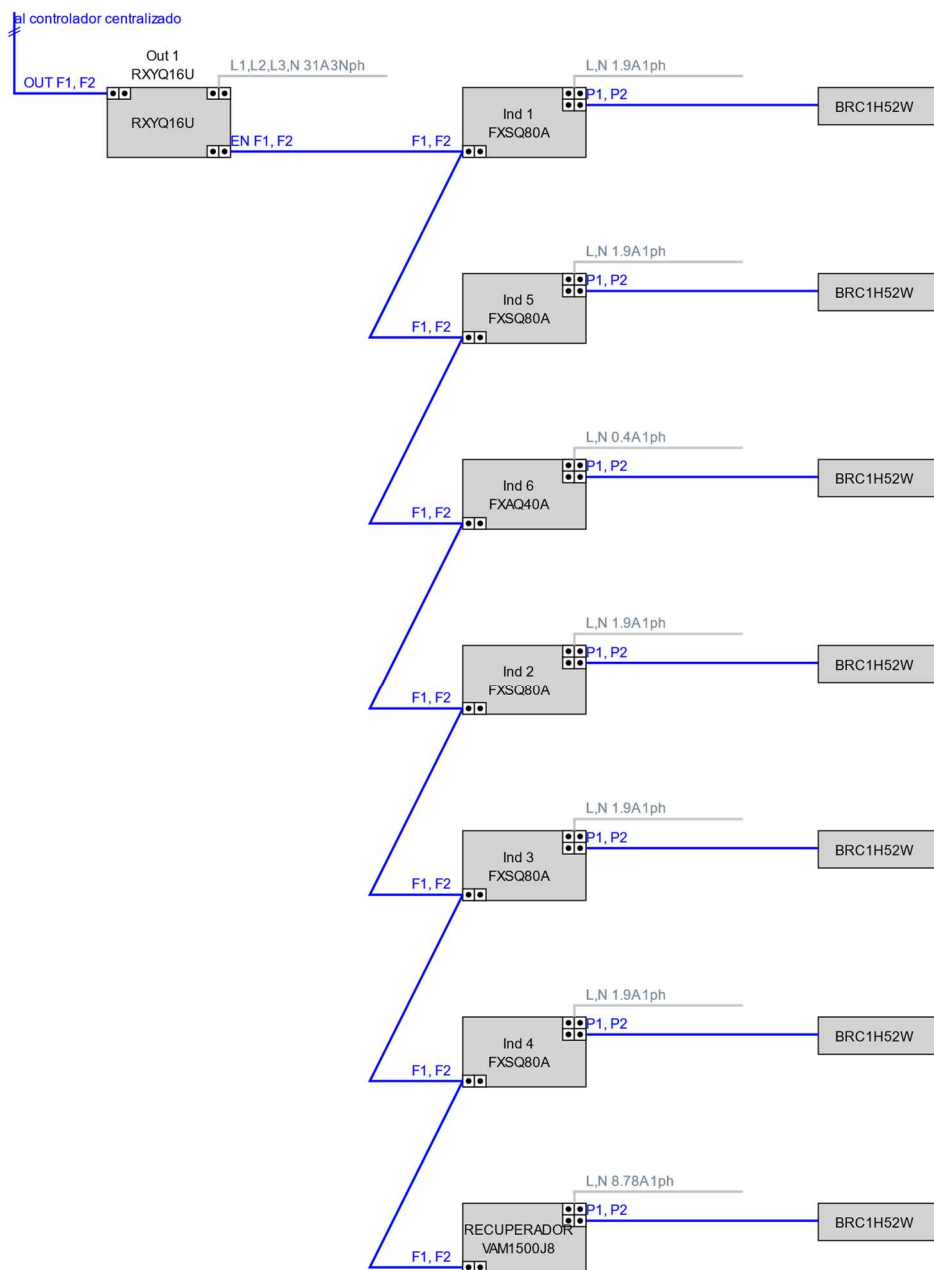 al controlador centralizado
Out 1
RXYQ16U
L1,L2,L3,N 31A3Nph
OUT F1, F2
RXYQ16U
EN F1, F2
L,N 1.9A1ph
P1, P2
Ind 1
FXSQ80A
BRC1H52W
F1, F2
L,N 1.9A1ph
P1, P2
Ind 5
FXSQ80A
BRC1H52W
F1, F2
L,N 0.4A1ph
P1, P2
Ind 6
FXAQ40A
BRC1H52W
F1, F2
L,N 1.9A1ph
P1, P2
Ind 2
FXSQ80A
BRC1H52W
F1, F2
L,N 1.9A1ph
P1, P2
Ind 3
FXSQ80A
BRC1H52W
F1, F2
L,N 1.9A1ph
P1, P2
Ind 4
FXSQ80A
BRC1H52W
F1, F2
L,N 8.78A1ph
P1, P2
RECUPERADOR
VAM1500J8
BRC1H52W
F1, F2